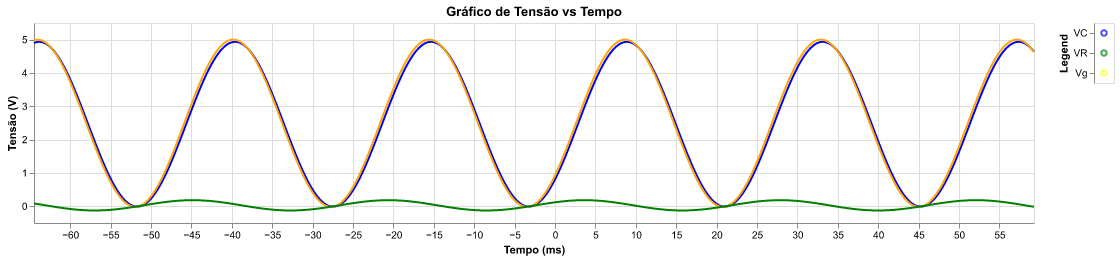 Gráfico de Tensão vs Tempo
5
4
3
2
1
0
Tensão (V)
−60 −55 −50 −45 −40 −35 −30 −25 −20 −15 −10 −5 0 5 10 15 20 25 30 35 40 45 50 55
Tempo (ms)
Legend
VC
VR
Vg